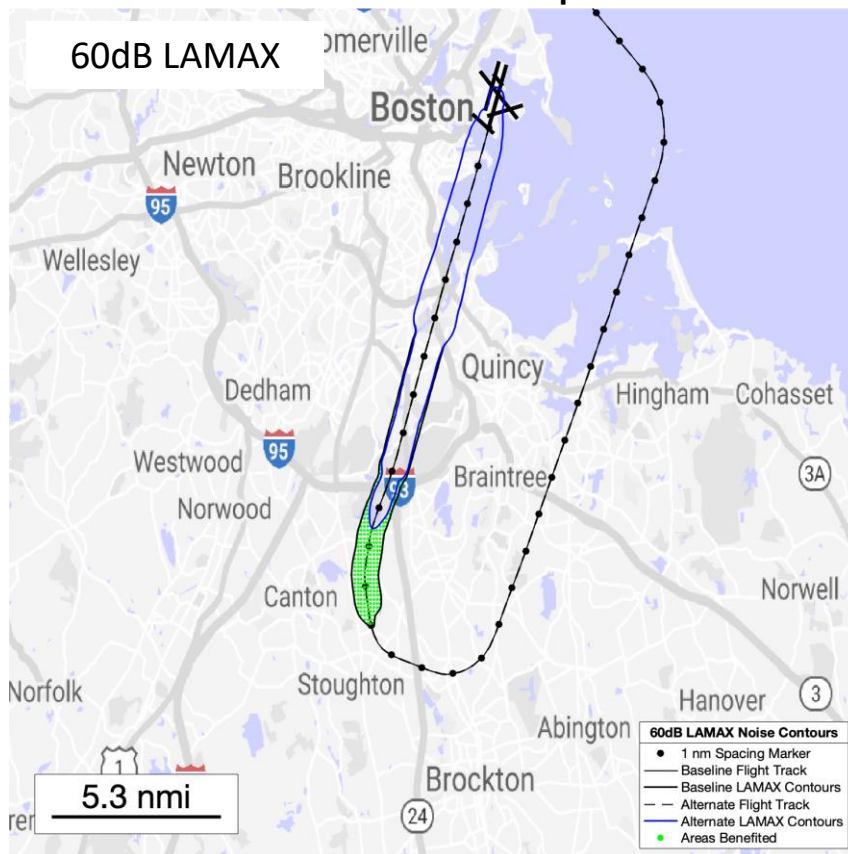 60dB LAMAX
omerville
Boston
Newton
Brookline
95
Wellesley
Quincy
Dedham
Hingham
Cohasset
95
Westwood
93
Braintree
3A
Norwood
Canton
Norwell
Stoughton
Norfolk
Hanover
3
Abington
60dB LAMAX Noise Contours
1 nm Spacing Marker
Baseline Flight Track
Baseline LAMAX Contours
Alternate Flight Track
Alternate LAMAX Contours
Areas Benefited
1
Brockton
5.3 nmi
24